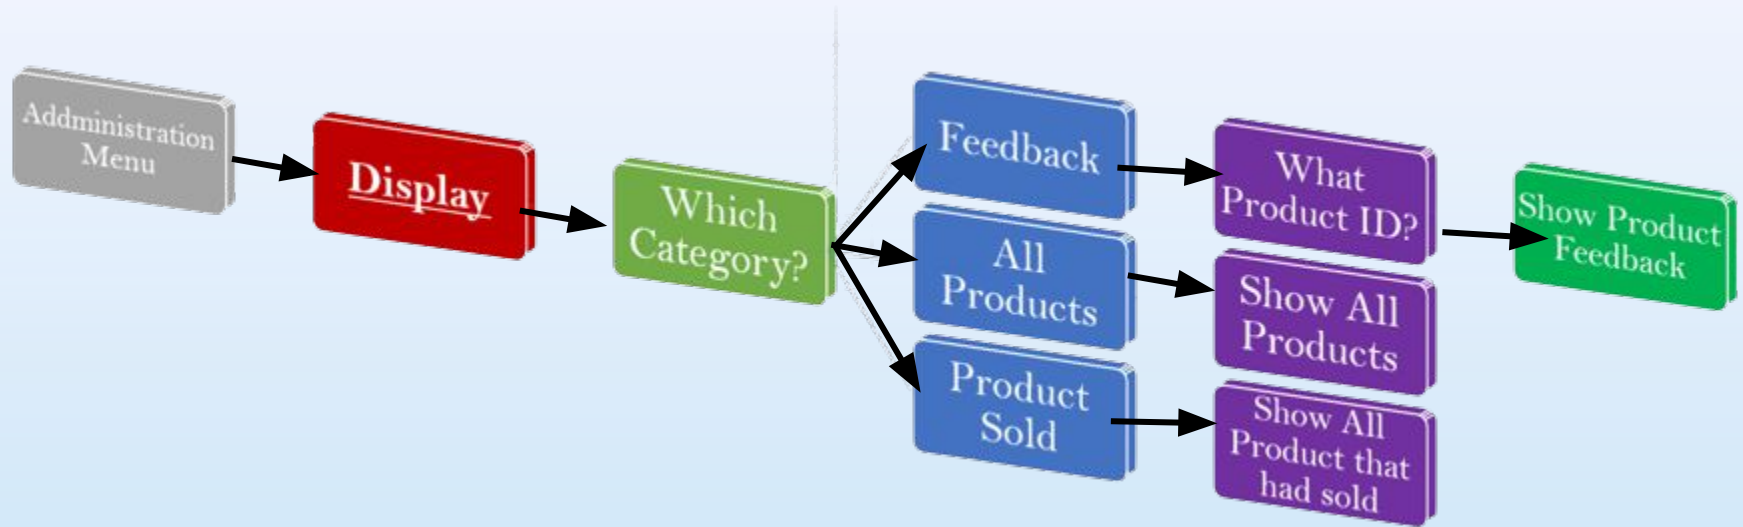 Addministration
Menu
Display
Which
Category?
Feedback
All
Products
Product
Sold
What
Product ID?
Show All
Products
Show All
Product that
had sold
Show Product
Feedback